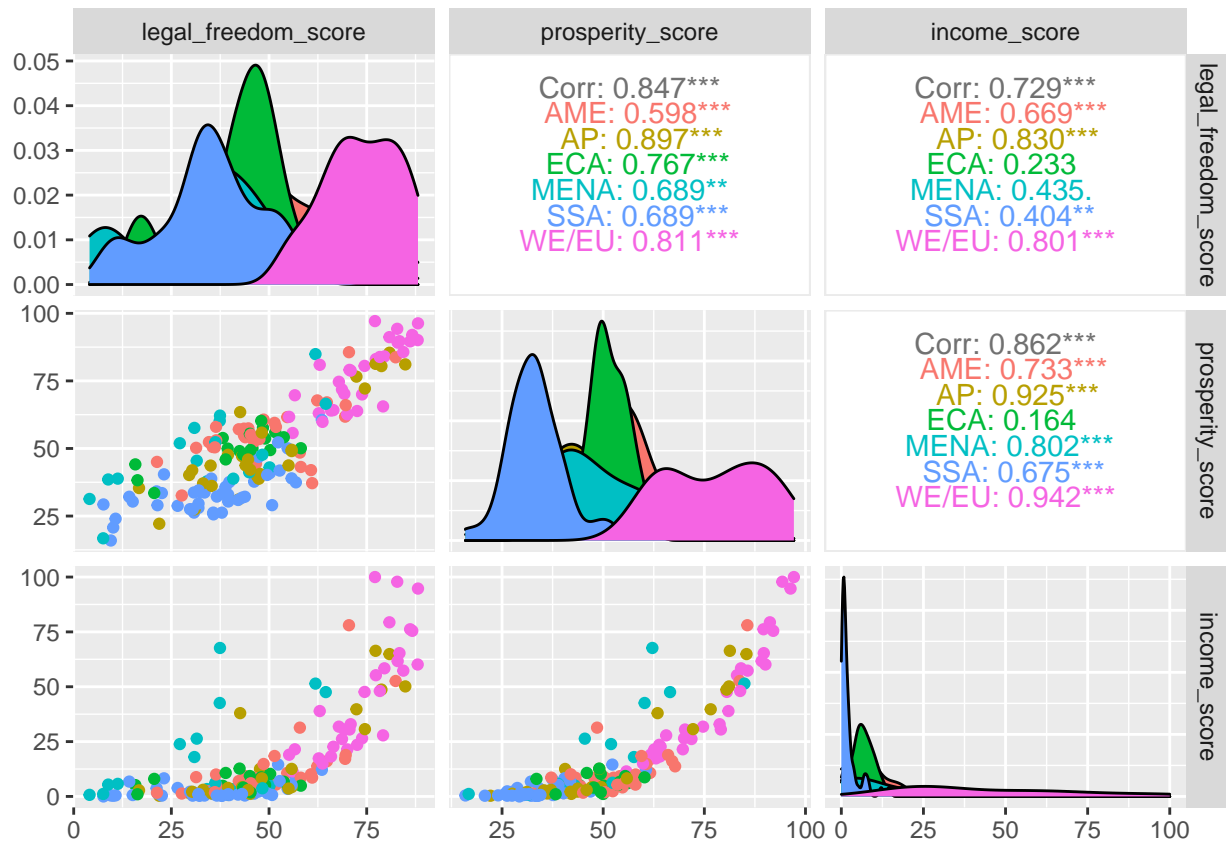 legal_freedom_score
prosperity_score
income_score
0.05
0.04
0.03
0.02
0.01
0.00
Corr: 0.847***
AME: 0.598***
AP: 0.897***
ECA: 0.767***
MENA: 0.689**
SSA: 0.689***
WE/EU: 0.811***
Corr: 0.729***
AME: 0.669***
AP: 0.830***
ECA: 0.233
MENA: 0.435.
SSA: 0.404**
WE/EU: 0.801***
legal_freedom_score
100
75
50
25
Corr: 0.862***
AME: 0.733***
AP: 0.925***
ECA: 0.164
MENA: 0.802***
SSA: 0.675***
WE/EU: 0.942***
prosperity_score
100
75
50
25
0
income_score
0 25 50 75
25 50 75 100
0 25 50 75 100